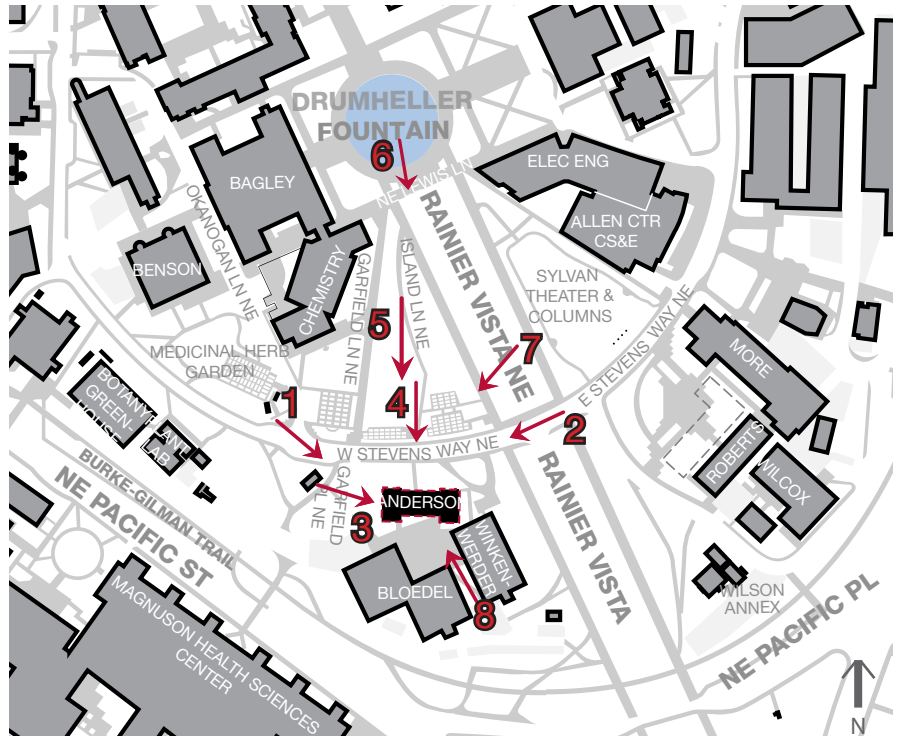 DRUMHELLER
FOUNTAIN
6
NE LEWIS LN
ELEC ENG
BAGLEY
ALLEN CTR
CS&E
OKANOGAN LN NE
BENSON
CHEMISTRY
GARFIELD LN NE
ISLAND LN NE
RAINIER VISTA NE
SYLVAN
THEATER &
COLUMNS
5
7
E STEVENS WAY NE
MORE
MEDICINAL HERB
GARDEN
1
4
2
BOTANY
GREEN-
HOUSE
PLANT
LAB
W STEVENS WAY NE
ROBERTS
WILCOX
BURKE-GILMAN TRAIL
NE PACIFIC ST
GARFIELD
PL NE
3
ANDERSON
RAINIER VISTA
WINKEN-
WERDER
BLOEDEL
8
WILSON
ANNEX
NE PACIFIC PL
MAGNUSON HEALTH SCIENCES
CENTER
N